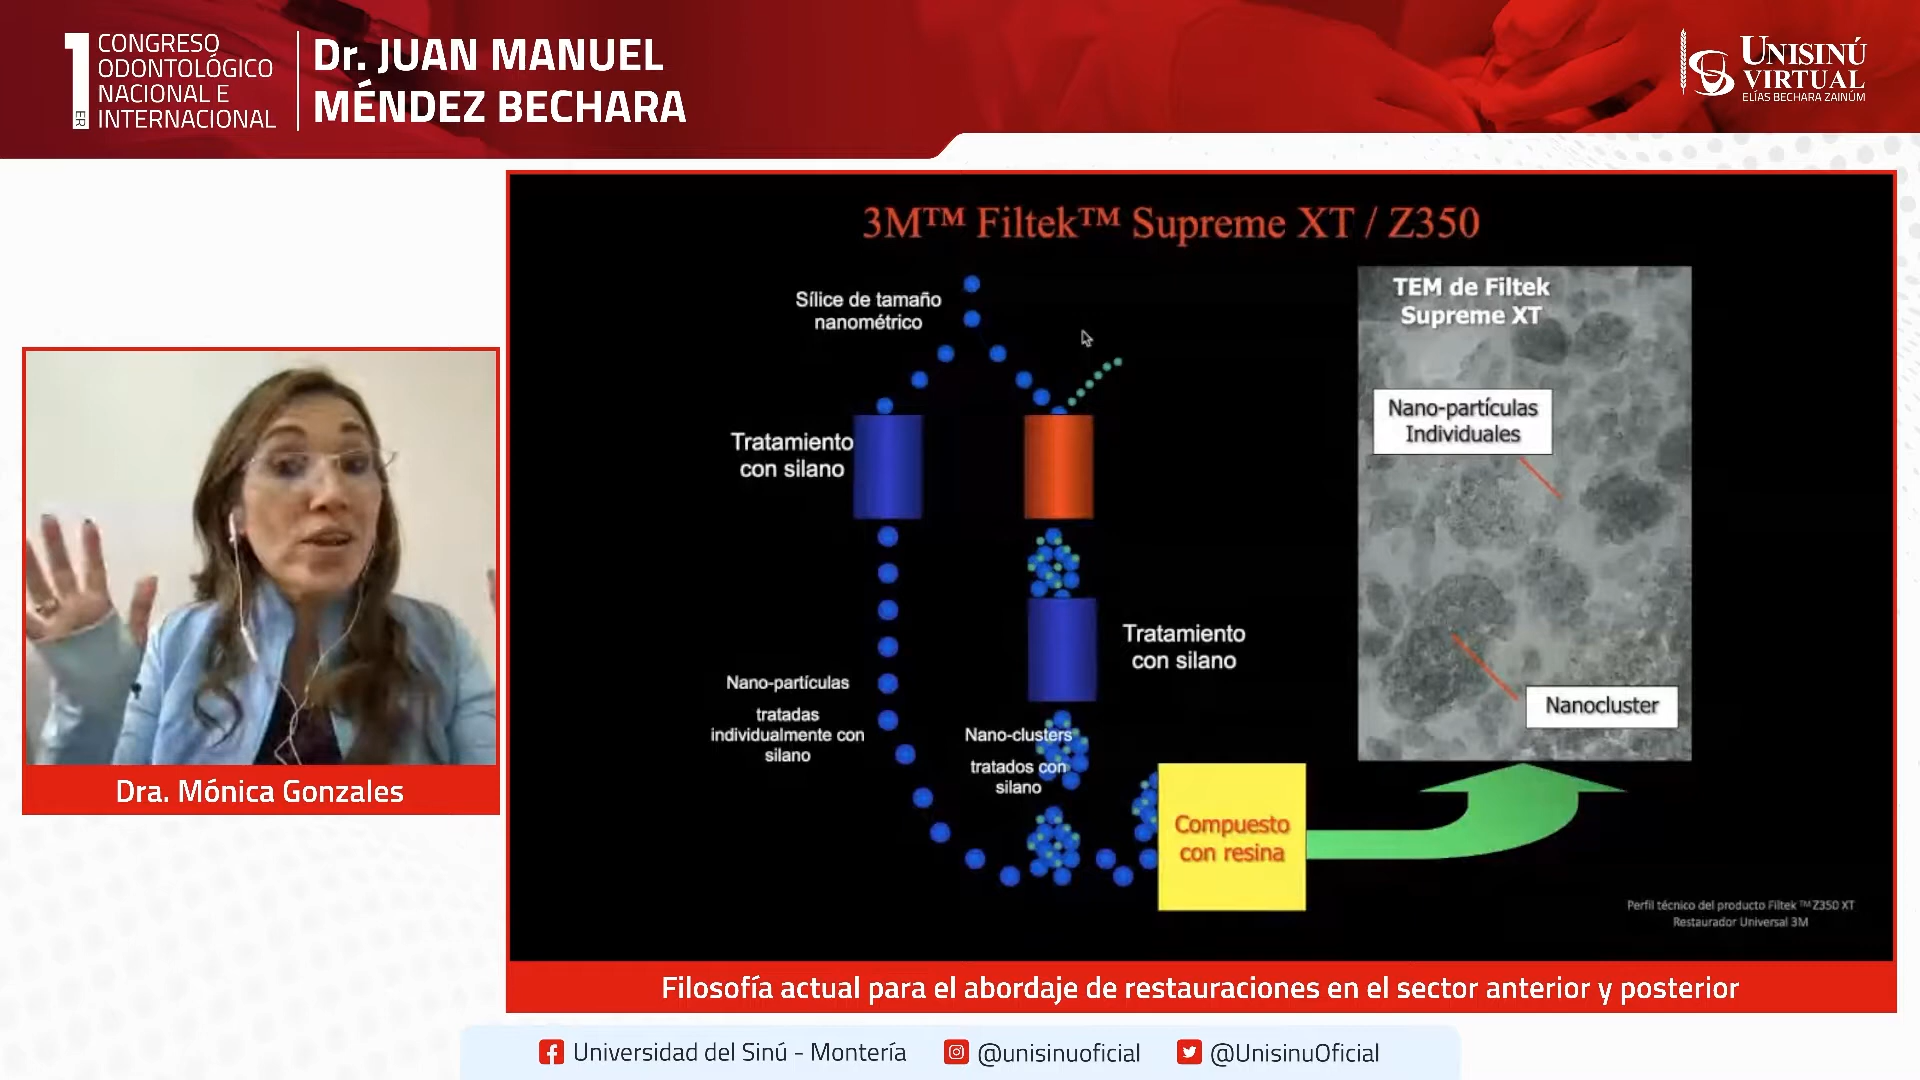 1
ER
CONGRESO
ODONTOLÓGICO
NACIONAL E
INTERNACIONAL
Dr. JUAN MANUEL
MÉNDEZ BECHARA
UNISINÚ
VIRTUAL
ELÍAS BECHARA ZAINÚM
3M™ Filtek™ Supreme XT / Z350
Sílice de tamaño
nanométrico
Tratamiento
con silano
Tratamiento
con silano
Nano-partículas
tratadas
individualmente con
silano
Nano-clusters
tratados con
silano
Compuesto
con resina
TEM de Filtek
Supreme XT
Nano-partículas
Individuales
Nanocluster
Perfil técnico del producto Filtek ™ Z350 XT
Restaurador Universal 3M
Dra. Mónica Gonzales
Filosofía actual para el abordaje de restauraciones en el sector anterior y posterior
Universidad del Sinú - Montería
@unisinuoficial
@UnisinuOficial